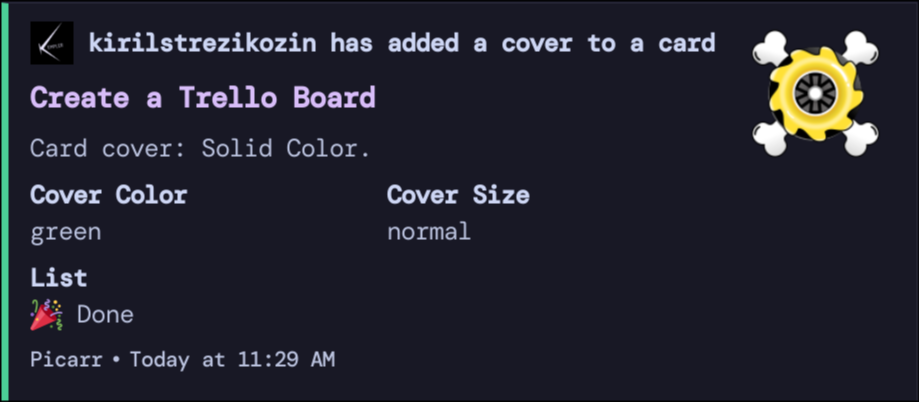 kirilstrezikozin has added a cover to a card
Create a Trello Board
Card cover: Solid Color.
Cover Color
Cover Size
green
normal
List
🎉 Done
Picarr • Today at 11:29 AM